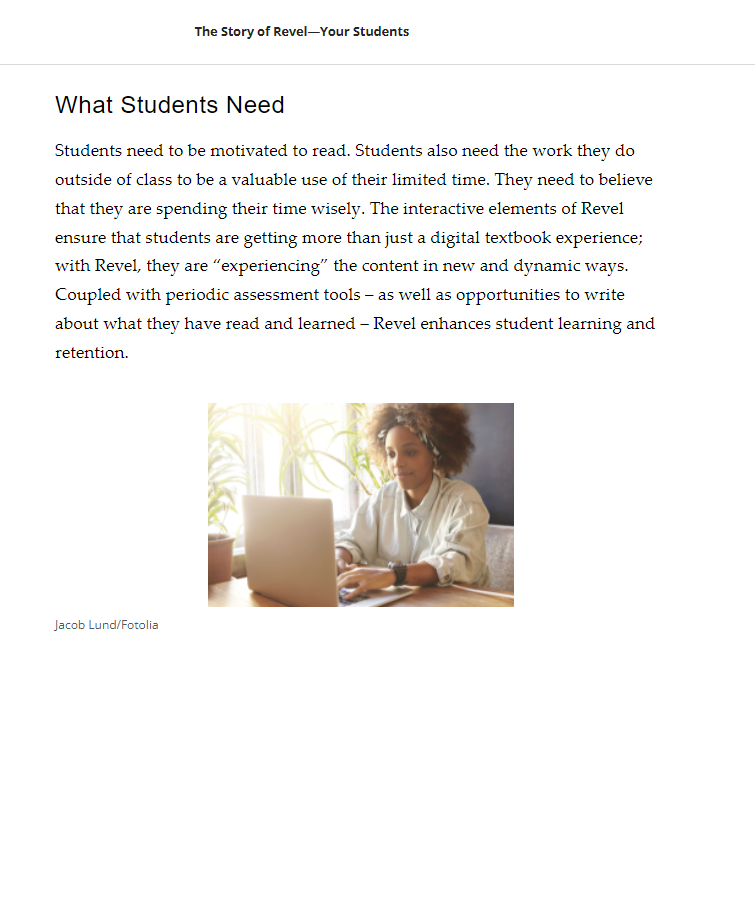 The Story of Revel—Your Students
What Students Need
Students need to be motivated to read. Students also need the work they do
outside of class to be a valuable use of their limited time. They need to believe
that they are spending their time wisely. The interactive elements of Revel
ensure that students are getting more than just a digital textbook experience;
with Revel, they are “experiencing” the content in new and dynamic ways.
Coupled with periodic assessment tools – as well as opportunities to write
about what they have read and learned – Revel enhances student learning and
retention.
Jacob Lund/Fotolia